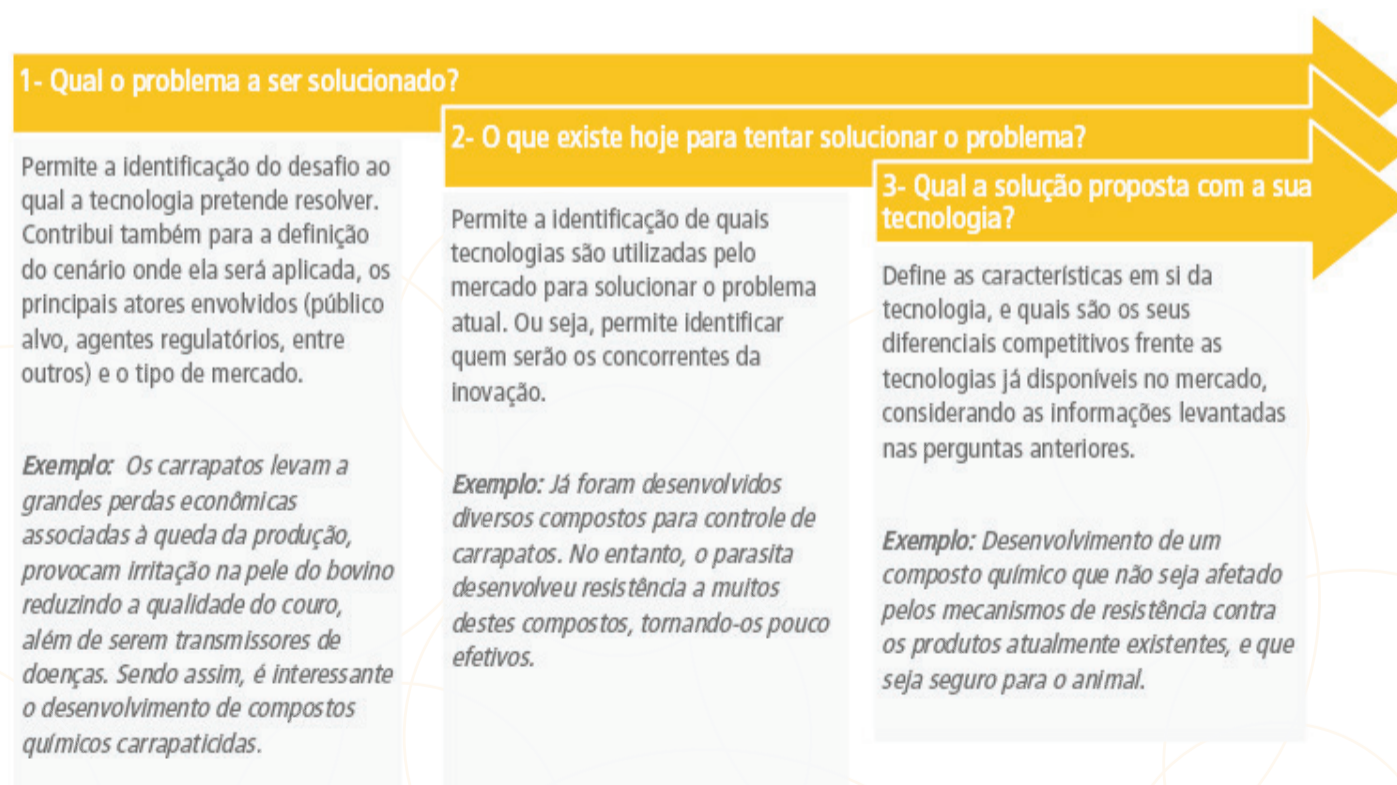 1- Qual o problema a ser solucionado?
Permite a identificação do desafio ao
qual a tecnologia pretende resolver.
Contribui também para a definição
do cenário onde ela será aplicada, os
principais atores envolvidos (público
alvo, agentes regulatórios, entre
outros) e o tipo de mercado.
Exemplo: Os carrapatos levam a
grandes perdas econômicas
associadas à queda da produção,
provocam irritação na pele do bovino
reduzindo a qualidade do couro,
além de serem transmissores de
doenças. Sendo assim, é interessante
o desenvolvimento de compostos
químicos carrapaticidas.
2- O que existe hoje para tentar solucionar o problema?
Permite a identificação de quais
tecnologias são utilizadas pelo
mercado para solucionar o problema
atual. Ou seja, permite identificar
quem serão os concorrentes da
inovação.
Exemplo: Já foram desenvolvidos
diversos compostos para controle de
carrapatos. No entanto, o parasita
desenvolveu resistência a muitos
destes compostos, tornando-os pouco
efetivos.
3- Qual a solução proposta com a sua
tecnologia?
Define as características em si da
tecnologia, e quais são os seus
diferenciais competitivos frente as
tecnologias já disponíveis no mercado,
considerando as informações levantadas
nas perguntas anteriores.
Exemplo: Desenvolvimento de um
composto químico que não seja afetado
pelos mecanismos de resistência contra
os produtos atualmente existentes, e que
seja seguro para o animal.